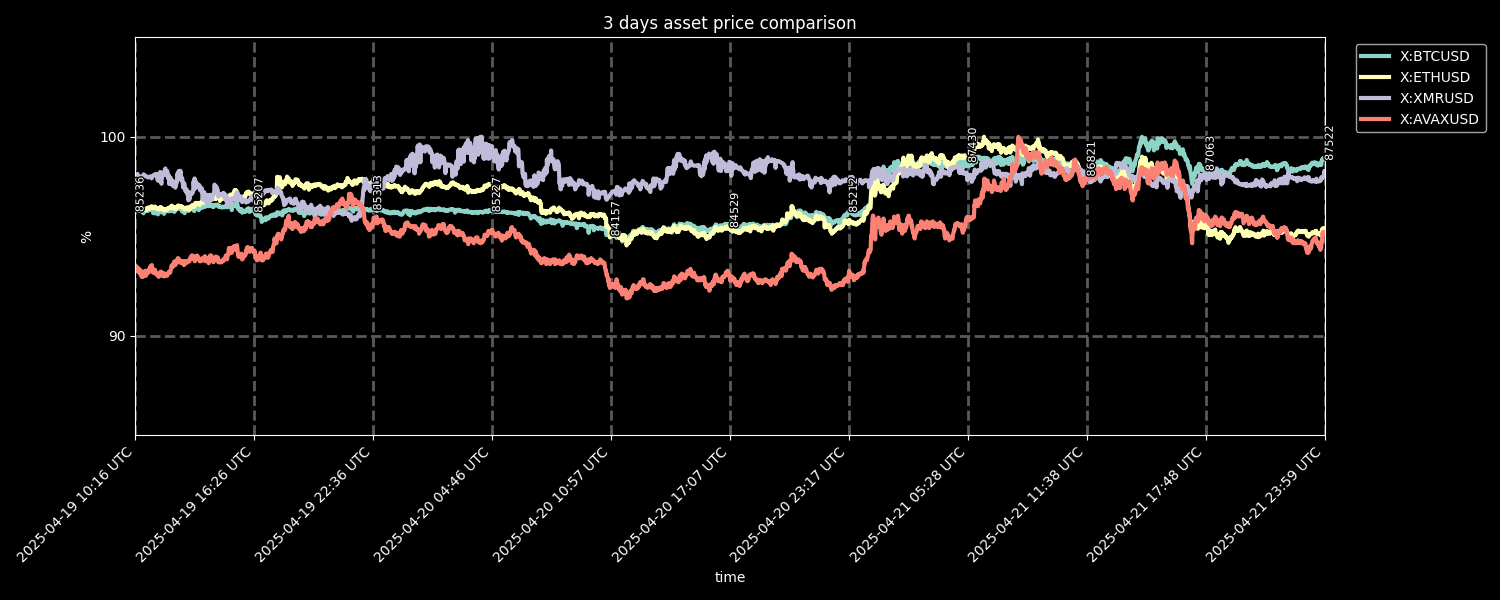 3 days asset price comparison
X:BTCUSD
X:ETHUSD
X:XMRUSD
X:AVAXUSD
100
90
%
85236
85207
85313
85227
84157
84529
85312
87430
86821
87063
87522
2025-04-19 10:16 UTC
2025-04-19 16:26 UTC
2025-04-19 22:36 UTC
2025-04-20 04:46 UTC
2025-04-20 10:57 UTC
2025-04-20 17:07 UTC
2025-04-20 23:17 UTC
2025-04-21 05:28 UTC
2025-04-21 11:38 UTC
2025-04-21 17:48 UTC
2025-04-21 23:59 UTC
time